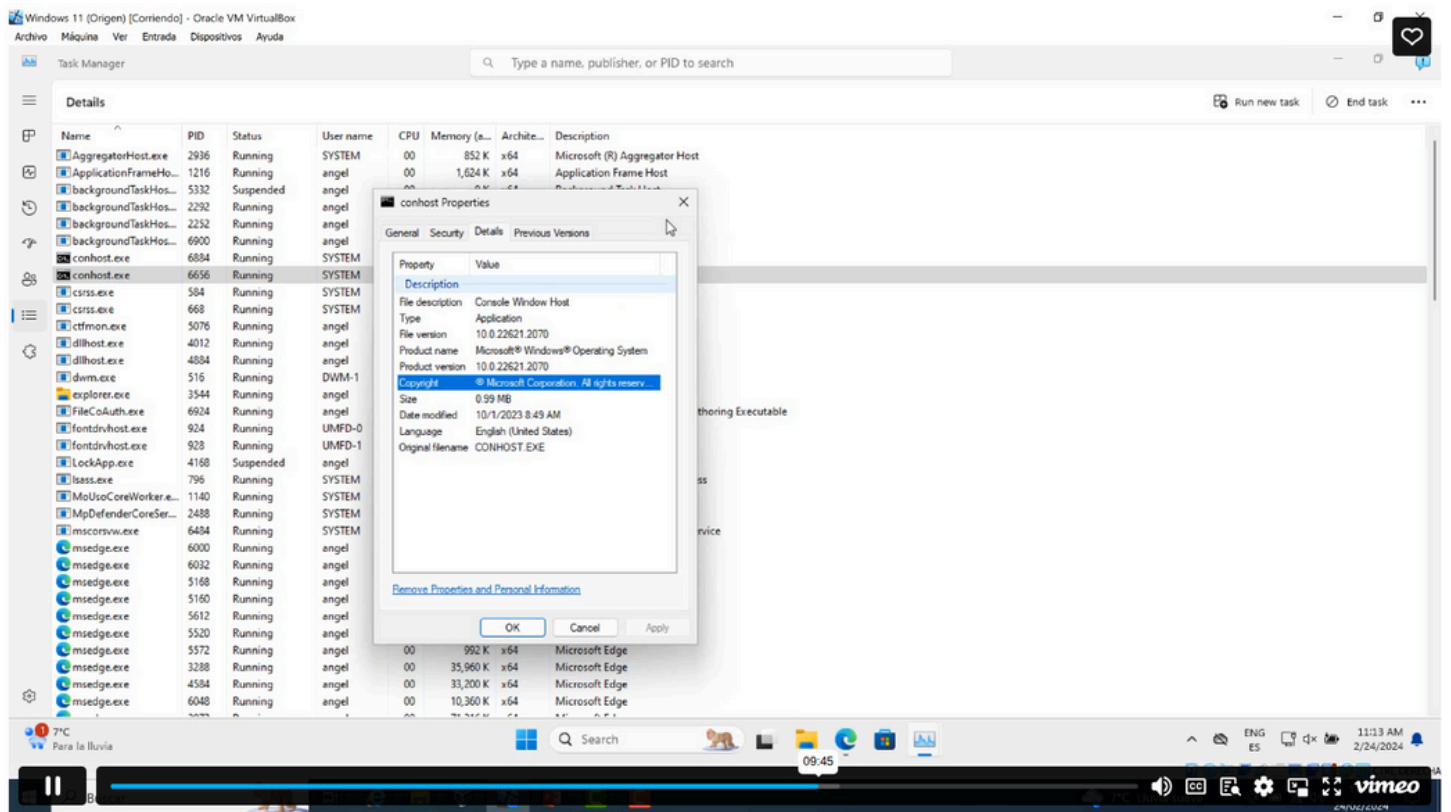 Windows 11 (Origen) [Corriendo] - Oracle VM VirtualBox
Archivo Máquina Ver Entrada Dispositivos Ayuda
Task Manager
Type a name, publisher, or PID to search
Details
Run new task End task
Name PID Status User name CPU Memory (a... Archite... Description
AggregatorHost.exe 2936 Running SYSTEM 00 852 K x64 Microsoft (R) Aggregator Host
ApplicationFrameHo... 1216 Running angel 00 1,624 K x64 Application Frame Host
backgroundTaskHos... 5332 Suspended angel
backgroundTaskHos... 2292 Running angel
backgroundTaskHos... 2252 Running angel
backgroundTaskHos... 6900 Running angel
conhost.exe 6884 Running SYSTEM
conhost.exe 6656 Running SYSTEM
csrss.exe 584 Running SYSTEM
csrss.exe 668 Running SYSTEM
ctfmon.exe 5076 Running angel
dllhost.exe 4012 Running angel
dllhost.exe 4884 Running angel
dwm.exe 516 Running DWM-1
explorer.exe 3544 Running angel
FileCoAuth.exe 6924 Running angel thoring Executable
fontdrvhost.exe 924 Running UMFD-0
fontdrvhost.exe 928 Running UMFD-1
LockApp.exe 4168 Suspended angel
lsass.exe 796 Running SYSTEM ss
MoUsoCoreWorker.e... 1140 Running SYSTEM
MpDefenderCoreSer... 2488 Running SYSTEM
mscorsvw.exe 6484 Running SYSTEM rvice
msedge.exe 6000 Running angel
msedge.exe 6032 Running angel
msedge.exe 5168 Running angel
msedge.exe 5160 Running angel
msedge.exe 5612 Running angel
msedge.exe 5520 Running angel
msedge.exe 5572 Running angel 00 992 K x64 Microsoft Edge
msedge.exe 3288 Running angel 00 35,960 K x64 Microsoft Edge
msedge.exe 4584 Running angel 00 33,200 K x64 Microsoft Edge
msedge.exe 6048 Running angel 00 10,360 K x64 Microsoft Edge
conhost Properties
General Security Details Previous Versions
Property Value
Description
File description Console Window Host
Type Application
File version 10.0.22621.2070
Product name Microsoft® Windows® Operating System
Product version 10.0.22621.2070
Copyright © Microsoft Corporation. All rights reserv...
Size 0.99 MB
Date modified 10/1/2023 8:49 AM
Language English (United States)
Original filename CONHOST.EXE
Remove Properties and Personal Information
OK Cancel Apply
1
7°C
Para la lluvia
Search
ENG
ES
11:13 AM
2/24/2024
09:45
CC
vimeo
24/02/2024